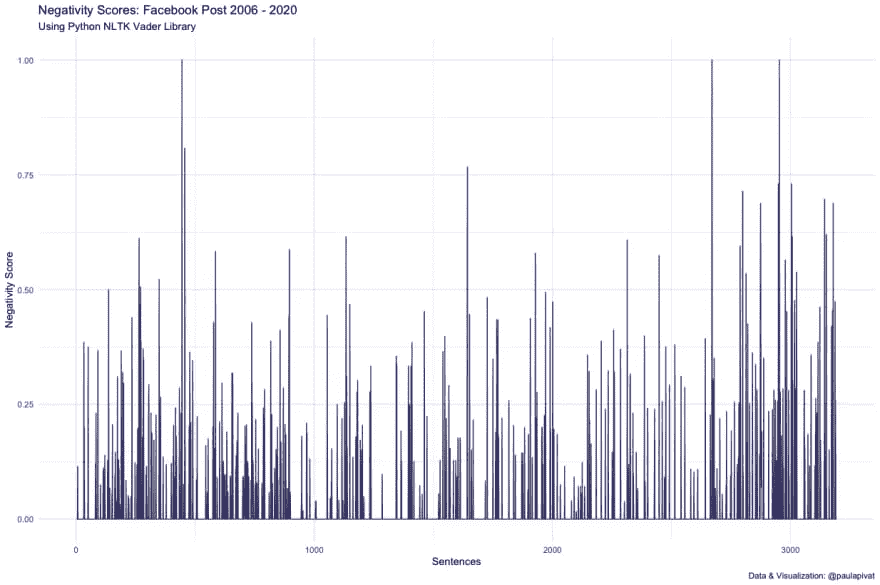 Negativity Scores: Facebook Post 2006 - 2020
Using Python NLTK Vader Library
1.00
0.75
0.50
0.25
0.00
Negativity Score
0 1000 2000 3000
Sentences
Data & Visualization: @paulapivat